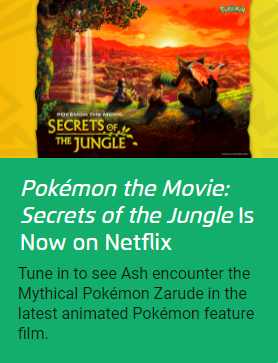 Pokémon
POKÉMON THE MOVIE
SECRETS OF
THE JUNGLE
Pokémon the Movie:
Secrets of the Jungle Is
Now on Netflix
Tune in to see Ash encounter the
Mythical Pokémon Zarude in the
latest animated Pokémon feature
film.